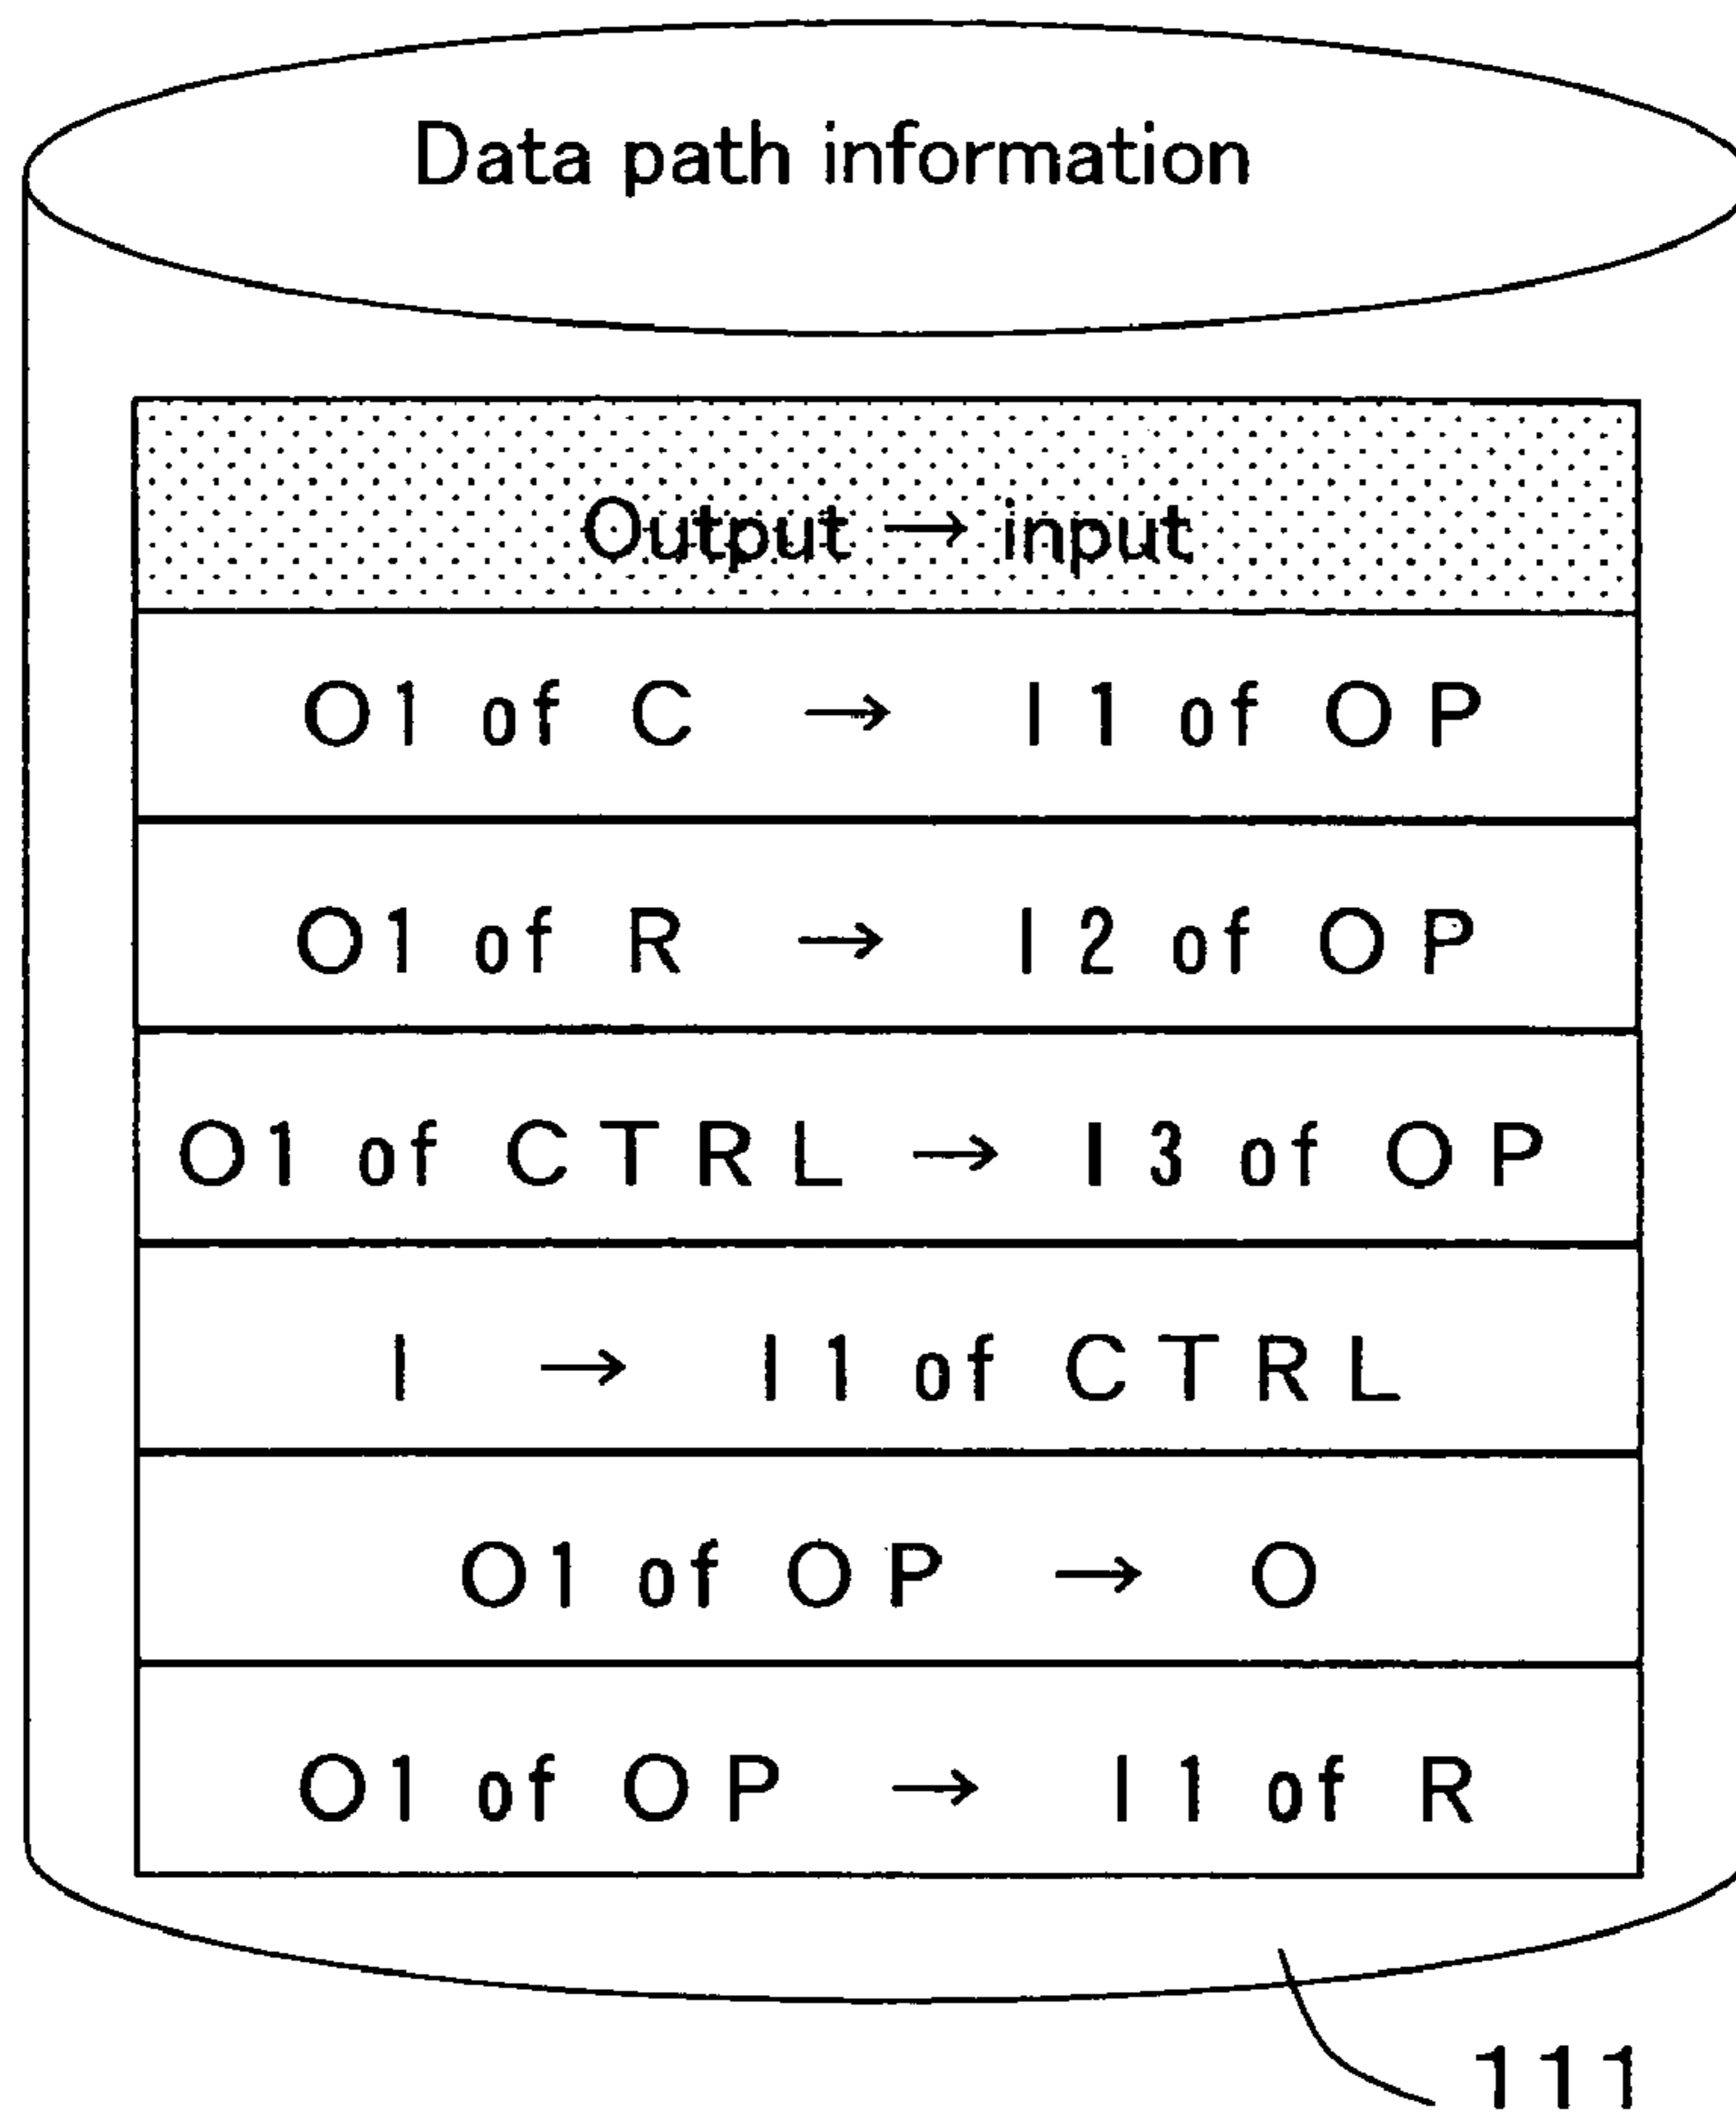 Data path information
Output → input
O1 of C → I1 of OP
O1 of R → I2 of OP
O1 of CTRL → I3 of OP
I → I1 of CTRL
O1 of OP → O
O1 of OP → I1 of R
111